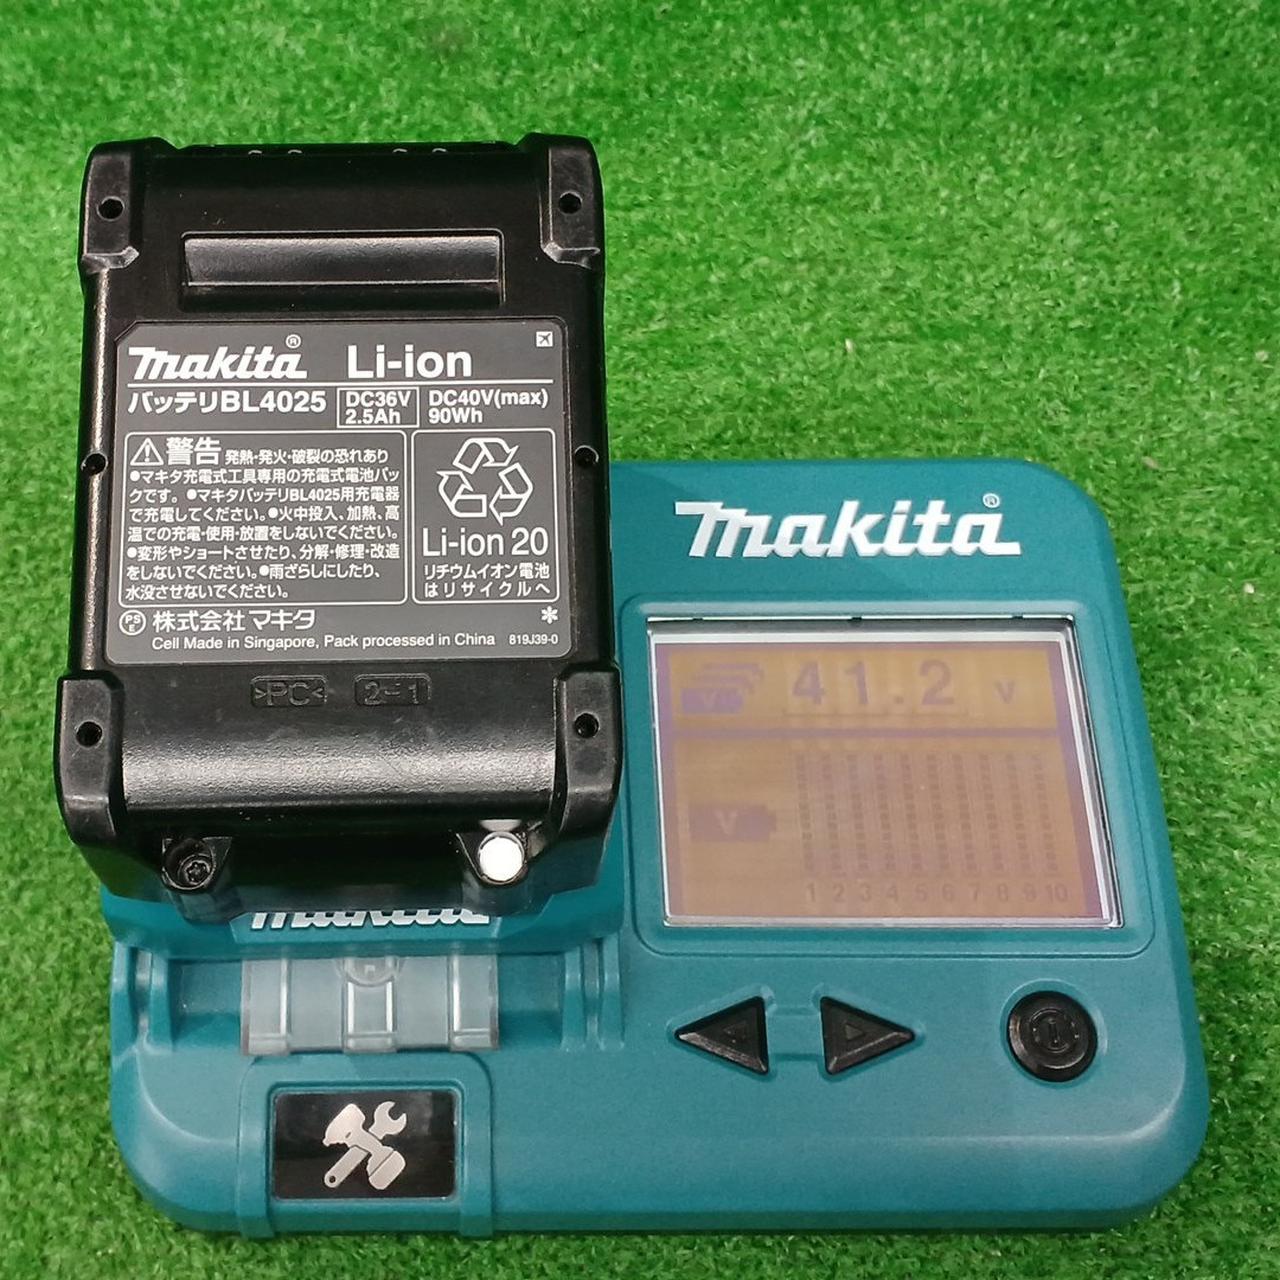 makita® Li-ion
バッテリBL4025 DC36V 2.5Ah DC40V(max) 90Wh
警告 発熱・発火・破裂の恐れあり
●マキタ充電式工具専用の充電式電池パッ
クです。●マキタバッテリBL4025用充電器
で充電してください。●火中投入、加熱、高
温での充電・使用・放置をしないでください。
●変形やショートさせたり、分解・修理・改造
をしないでください。●雨ざらしにしたり、
水没させないでください。
Li-ion 20
リチウムイオン電池
はリサイクルへ
PSE 株式会社 マキタ *
Cell Made in Singapore, Pack processed in China 819J39-0
>PC< 2-1
makita
makita®
V 41.2 V
V
1 2 3 4 5 6 7 8 9 10